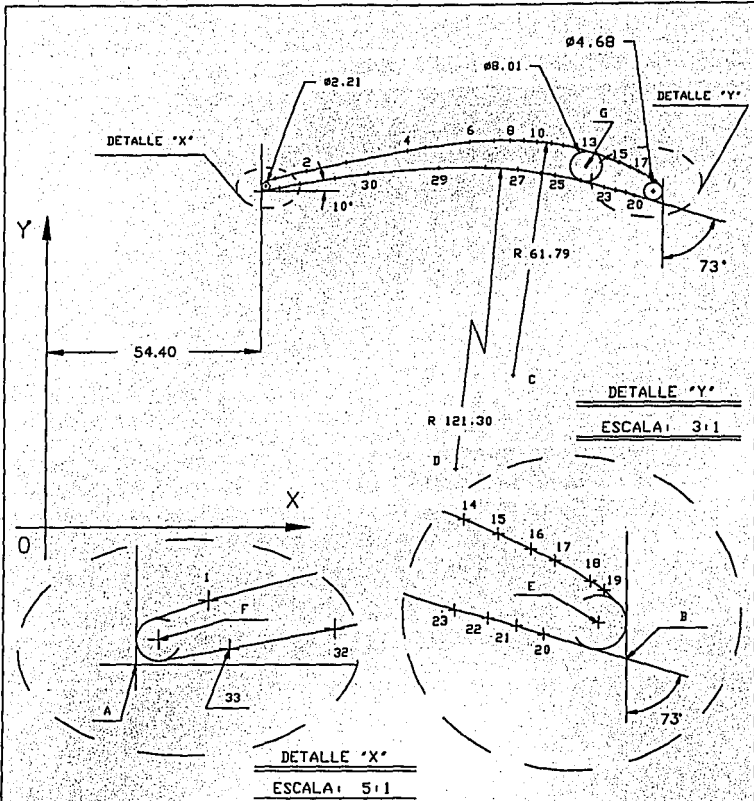 ø4.68
ø8.01
ø2.21
G
DETALLE "Y"
DETALLE "X"
2
4
6
8
10
13
15
17
30
29
27
25
23
20
10°
Y
R 61.79
73°
54.40
C
DETALLE "Y"
ESCALA: 3:1
R 121.30
D
X
O
14
15
16
17
18
19
1
F
E
B
23
22
21
20
32
A
33
73°
DETALLE "X"
ESCALA: 5:1